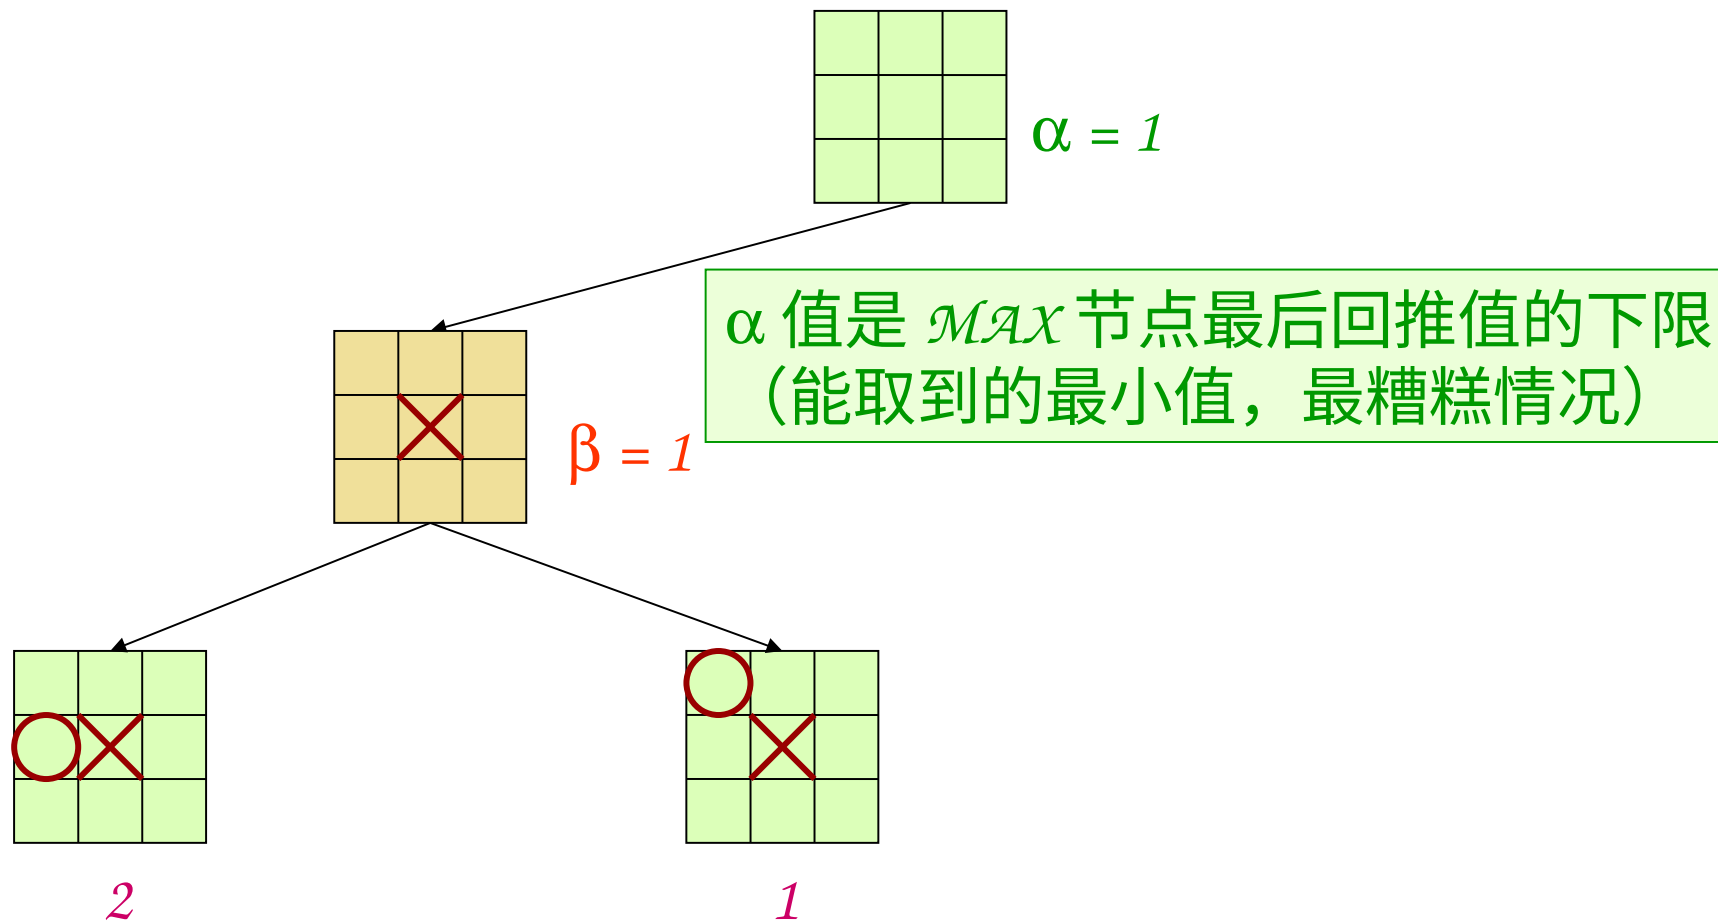 α = 1
α 值是 MAX 节点最后回推值的下限
（能取到的最小值，最糟糕情况）
β = 1
2
1